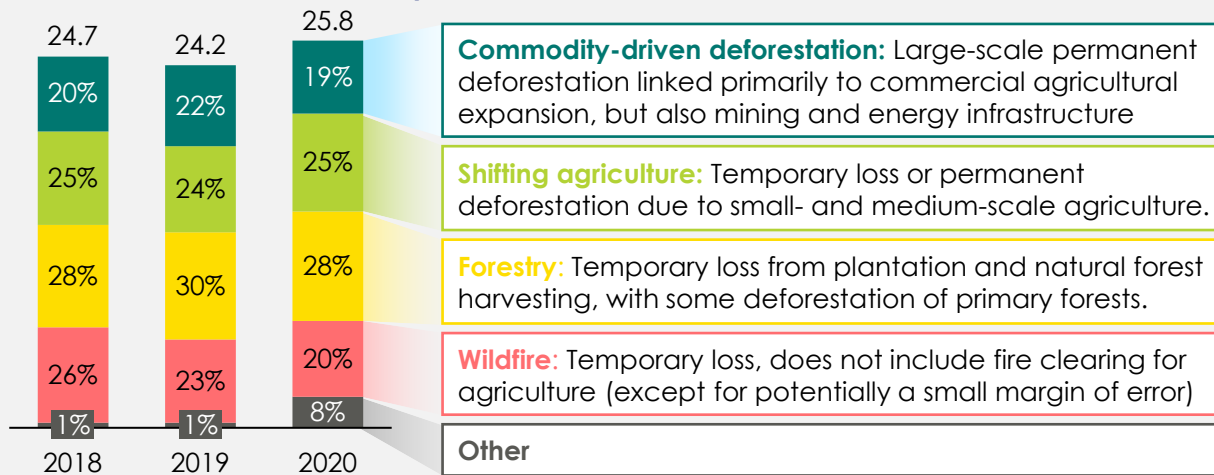 24.7
24.2
25.8
20%
22%
19%
25%
24%
25%
28%
30%
28%
26%
23%
20%
1%
1%
8%
2018
2019
2020
Commodity-driven deforestation: Large-scale permanent
deforestation linked primarily to commercial agricultural
expansion, but also mining and energy infrastructure
Shifting agriculture: Temporary loss or permanent
deforestation due to small- and medium-scale agriculture.
Forestry: Temporary loss from plantation and natural forest
harvesting, with some deforestation of primary forests.
Wildfire: Temporary loss, does not include fire clearing for
agriculture (except for potentially a small margin of error)
Other